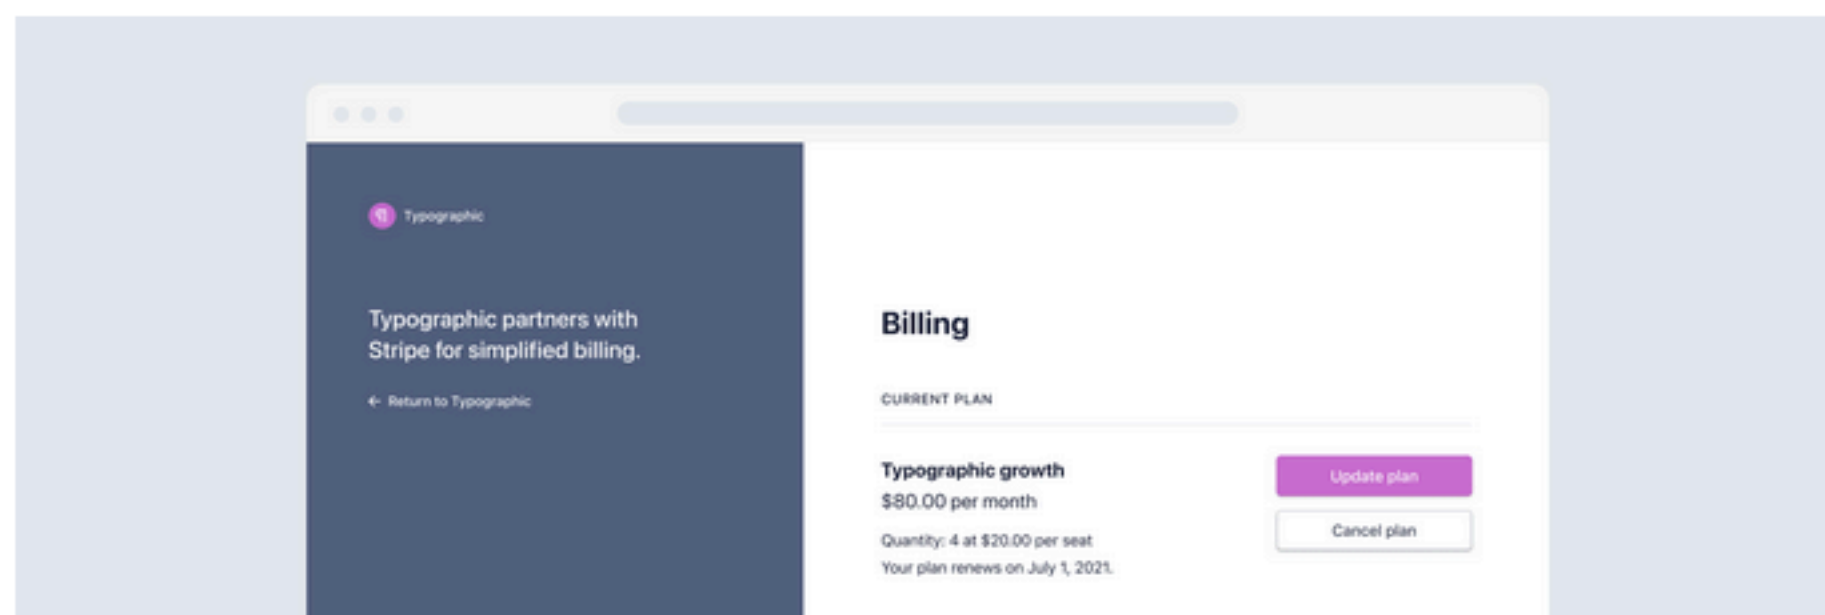 Typographic
Typographic partners with
Stripe for simplified billing.
← Return to Typographic
Billing
CURRENT PLAN
Typographic growth
$80.00 per month
Quantity: 4 at $20.00 per seat
Your plan renews on July 1, 2021.
Update plan
Cancel plan